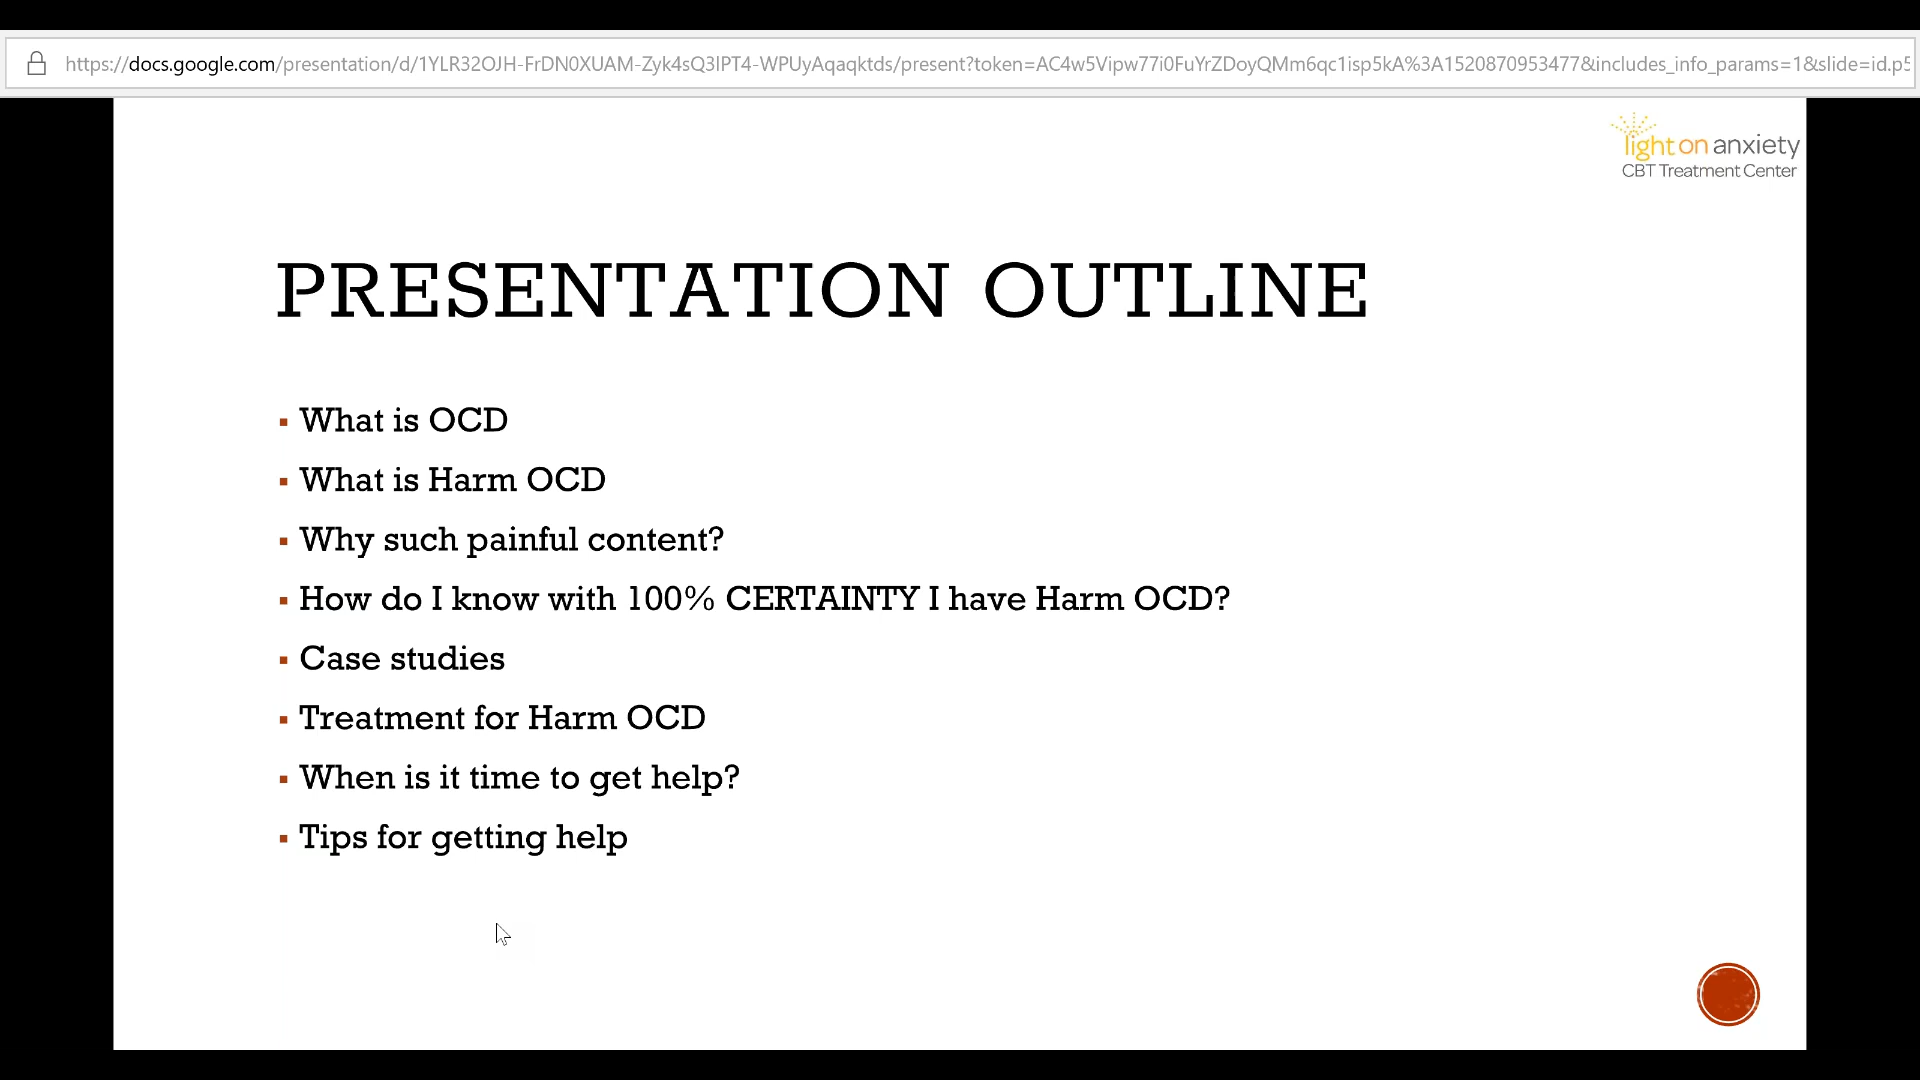 https://docs.google.com/presentation/d/1YLR32OJH-FrDN0XUAM-Zyk4sQ3lPT4-WPUyAqaqktds/present?token=AC4w5Vipw77i0FuYrZDoyQMm6qc1isp5kA%3A1520870953477&includes_info_params=1&slide=id.p5
light on anxiety
CBT Treatment Center
PRESENTATION OUTLINE
▪ What is OCD
▪ What is Harm OCD
▪ Why such painful content?
▪ How do I know with 100% CERTAINTY I have Harm OCD?
▪ Case studies
▪ Treatment for Harm OCD
▪ When is it time to get help?
▪ Tips for getting help